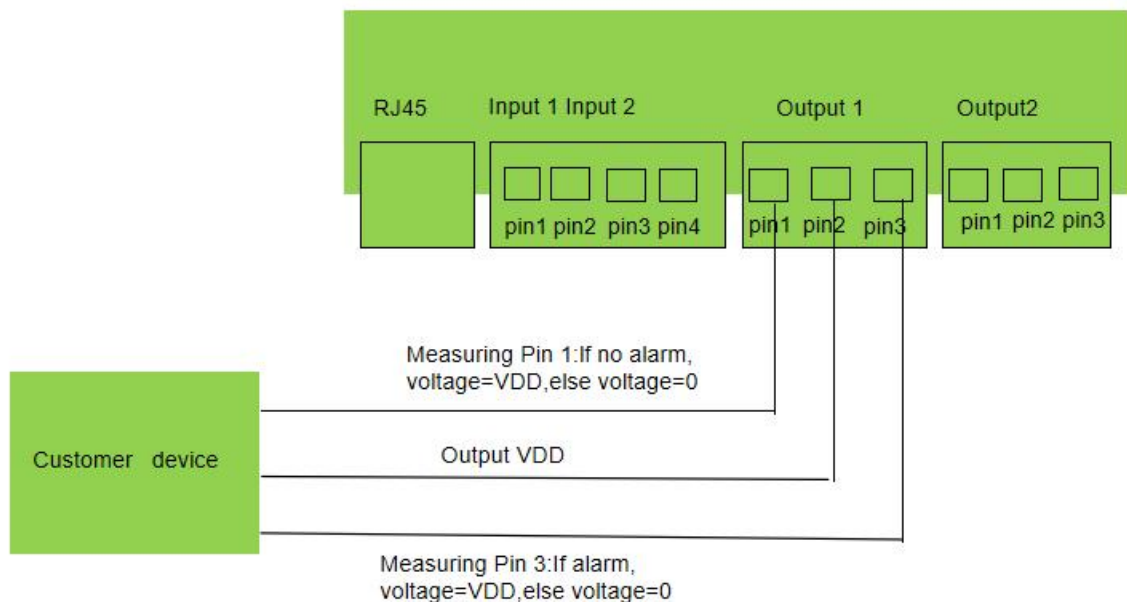 RJ45
Input 1 Input 2
Output 1
Output2
pin1 pin2 pin3 pin4
pin1 pin2 pin3
pin1 pin2 pin3
Measuring Pin 1:If no alarm,
voltage=VDD,else voltage=0
Customer device
Output VDD
Measuring Pin 3:If alarm,
voltage=VDD,else voltage=0